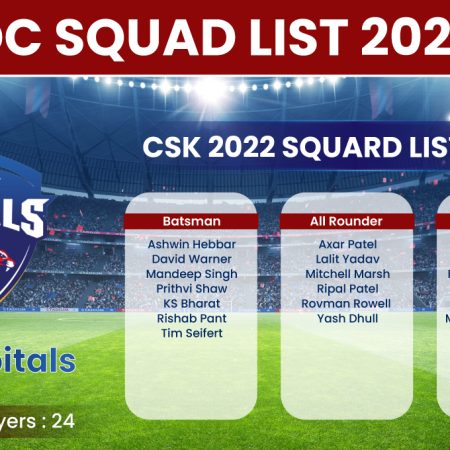 DC SQUAD LIST 202
CSK 2022 SQUARD LIS
LS
Batsman
Ashwin Hebbar
David Warner
Mandeep Singh
Prithvi Shaw
KS Bharat
Rishab Pant
Tim Seifert
All Rounder
Axar Patel
Lalit Yadav
Mitchell Marsh
Ripal Patel
Rovman Rowell
Yash Dhull
pitals
yers : 24